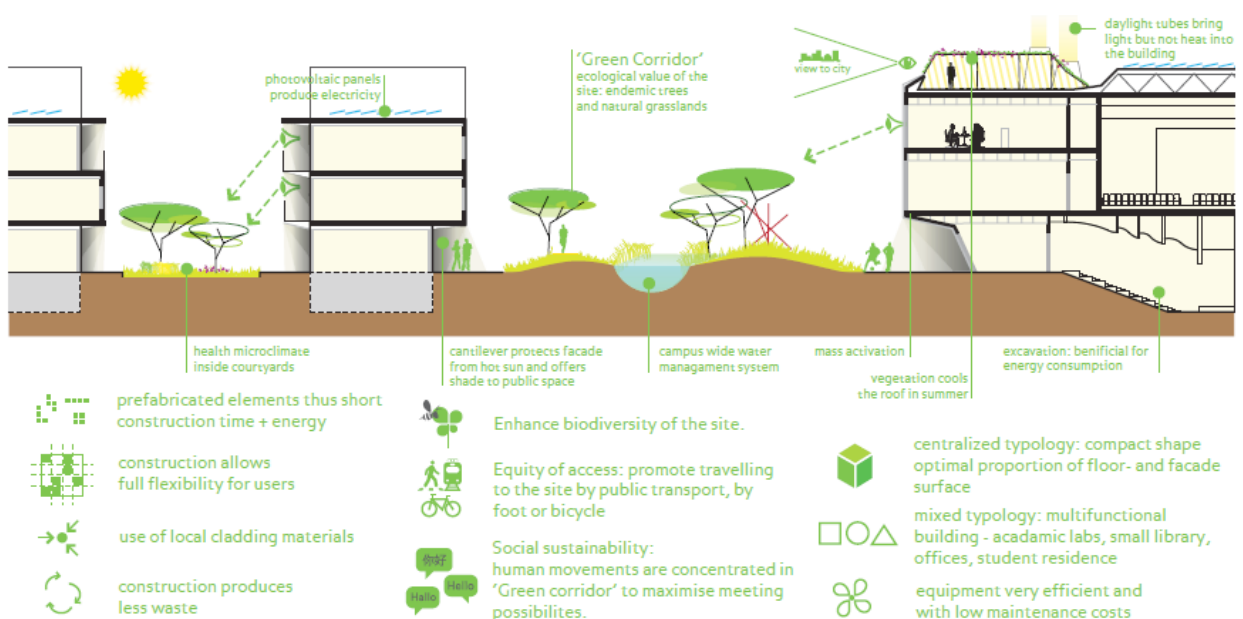 daylight tubes bring
light but not heat into
the building
'Green Corridor'
ecological value of the
site: endemic trees
and natural grasslands
view to city
photovoltaic panels
produce electricity
health microclimate
inside courtyards
cantilever protects facade
from hot sun and offers
shade to public space
campus wide water
managament system
mass activation
vegetation cools
the roof in summer
excavation: benificial for
energy consumption
prefabricated elements thus short
construction time + energy
construction allows
full flexibility for users
use of local cladding materials
construction produces
less waste
Enhance biodiversity of the site.
Equity of access: promote travelling
to the site by public transport, by
foot or bicycle
你好
Hallo
Hello
Social sustainability:
human movements are concentrated in
'Green corridor' to maximise meeting
possibilites.
centralized typology: compact shape
optimal proportion of floor- and facade
surface
mixed typology: multifunctional
building - acadamic labs, small library,
offices, student residence
equipment very efficient and
with low maintenance costs